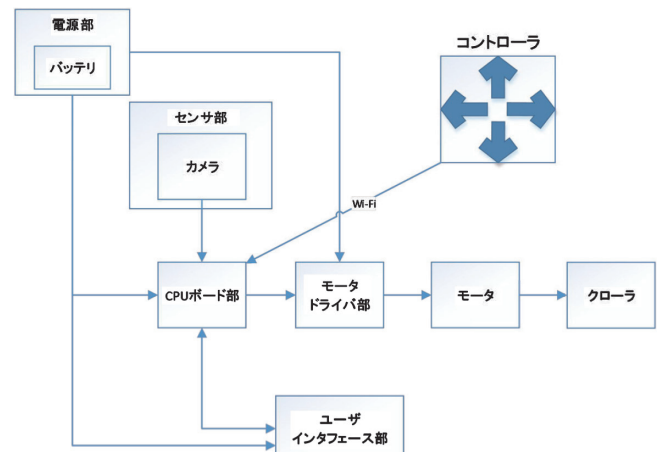 電源部
バッテリ
コントローラ
センサ部
カメラ
Wi-Fi
CPUボード部
モータ
ドライバ部
モータ
クローラ
ユーザ
インタフェース部